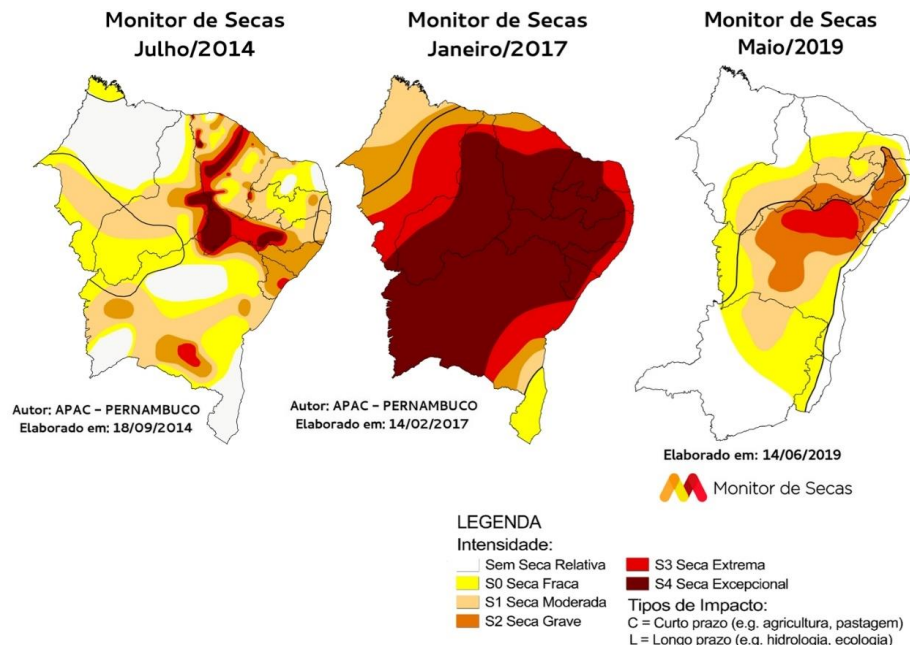 Monitor de Secas
Julho/2014
Monitor de Secas
Janeiro/2017
Monitor de Secas
Maio/2019
Autor: APAC – PERNAMBUCO
Elaborado em: 18/09/2014
Autor: APAC – PERNAMBUCO
Elaborado em: 14/02/2017
Elaborado em: 14/06/2019
Monitor de Secas
LEGENDA
Intensidade:
Sem Seca Relativa
S0 Seca Fraca
S1 Seca Moderada
S2 Seca Grave
S3 Seca Extrema
S4 Seca Excepcional
Tipos de Impacto:
C = Curto prazo (e.g. agricultura, pastagem)
L = Longo prazo (e.g. hidrologia, ecologia)